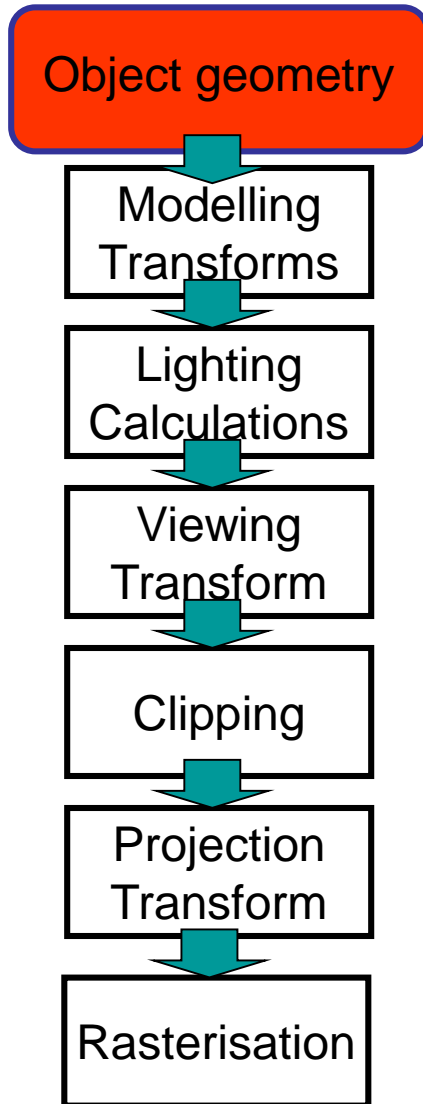 Object geometry
Modelling
Transforms
Lighting
Calculations
Viewing
Transform
Clipping
Projection
Transform
Rasterisation